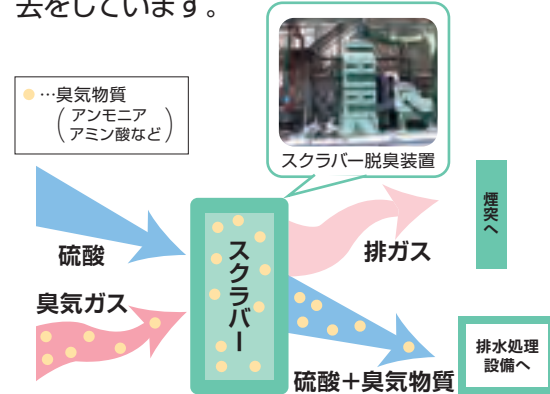 去をしています。
…臭気物質
(アンモニア
アミン酸など)
スクラバー脱臭装置
硫酸
臭気ガス
スクラバー
排ガス
煙突へ
硫酸+臭気物質
排水処理
設備へ